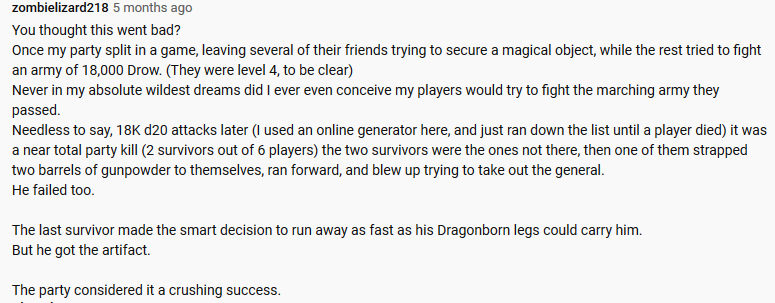 zombielizard218 5 months ago
You thought this went bad?
Once my party split in a game, leaving several of their friends trying to secure a magical object, while the rest tried to fight
an army of 18,000 Drow. (They were level 4, to be clear)
Never in my absolute wildest dreams did I ever even conceive my players would try to fight the marching army they
passed.
Needless to say, 18K d20 attacks later (I used an online generator here, and just ran down the list until a player died) it was
a near total party kill (2 survivors out of 6 players) the two survivors were the ones not there, then one of them strapped
two barrels of gunpowder to themselves, ran forward, and blew up trying to take out the general.
He failed too.
The last survivor made the smart decision to run away as fast as his Dragonborn legs could carry him.
But he got the artifact.
The party considered it a crushing success.